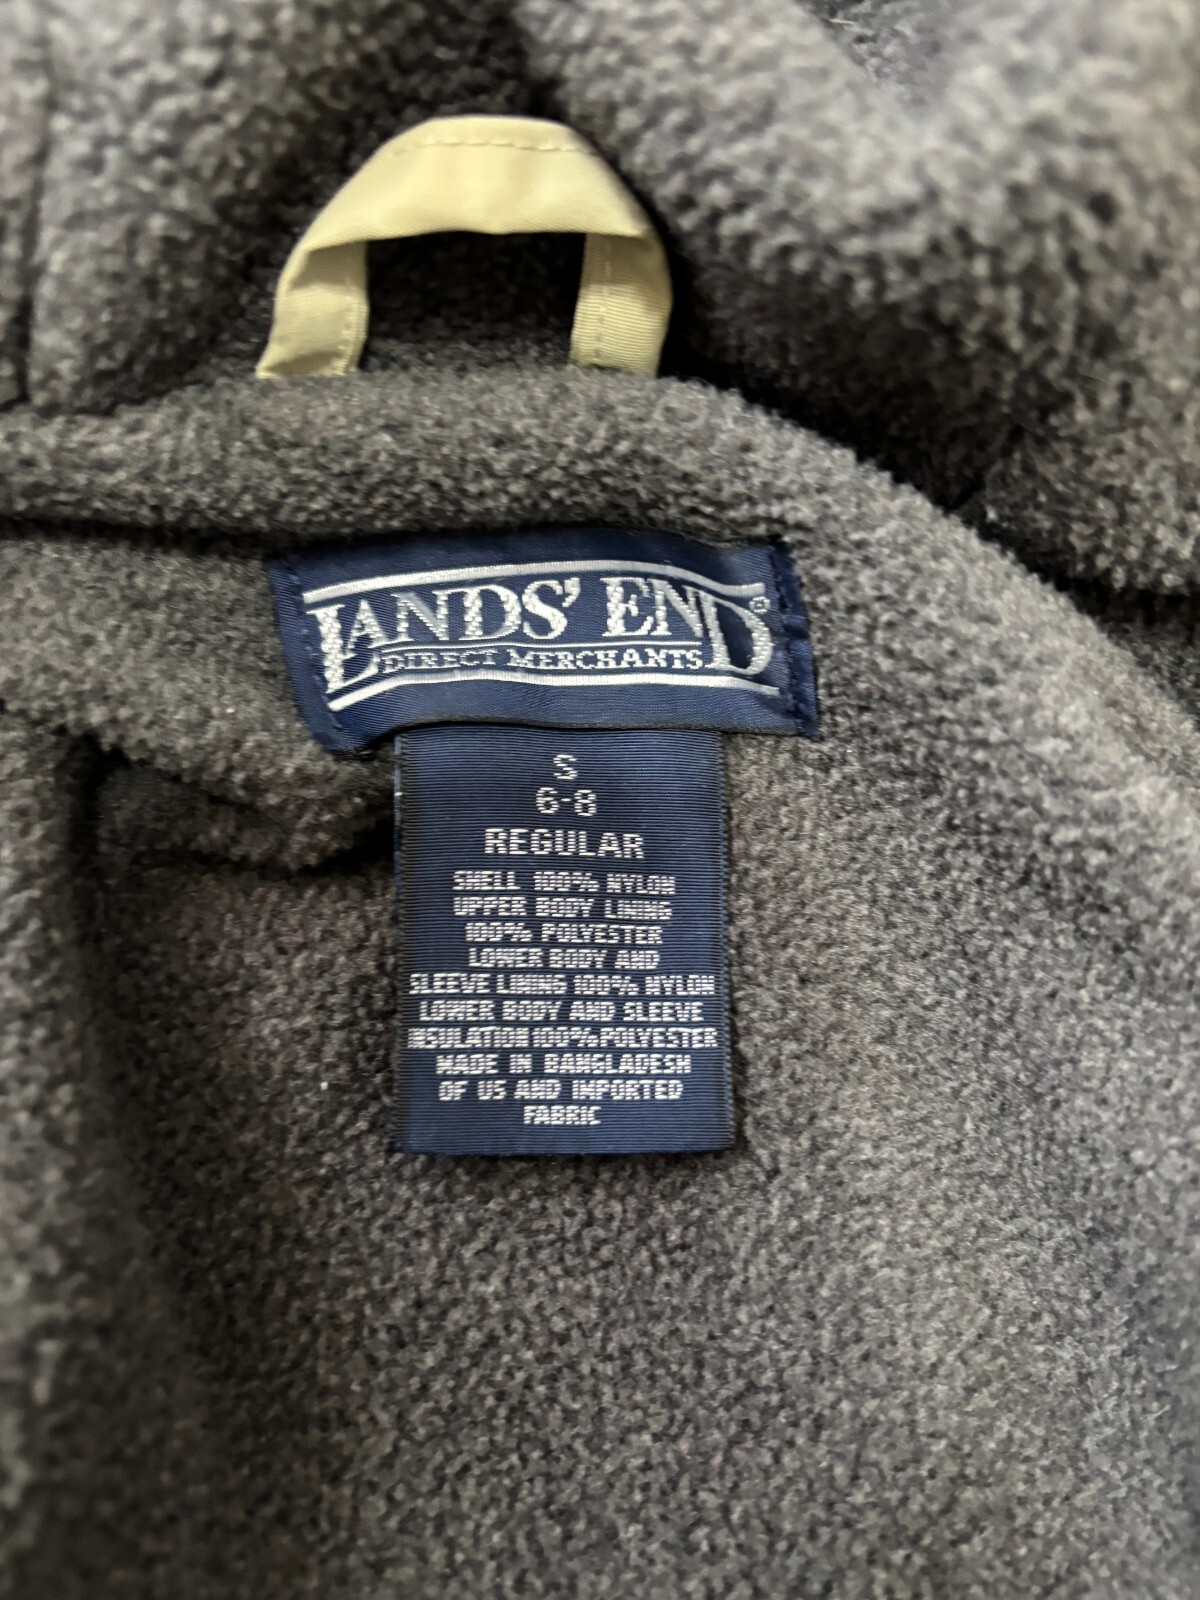 LANDS' END®
DIRECT MERCHANTS
S
6-8
REGULAR
SHELL 100% NYLON
UPPER BODY LINING
100% POLYESTER
LOWER BODY AND
SLEEVE LINING 100% NYLON
LOWER BODY AND SLEEVE
INSULATION 100% POLYESTER
MADE IN BANGLADESH
OF US AND IMPORTED
FABRIC